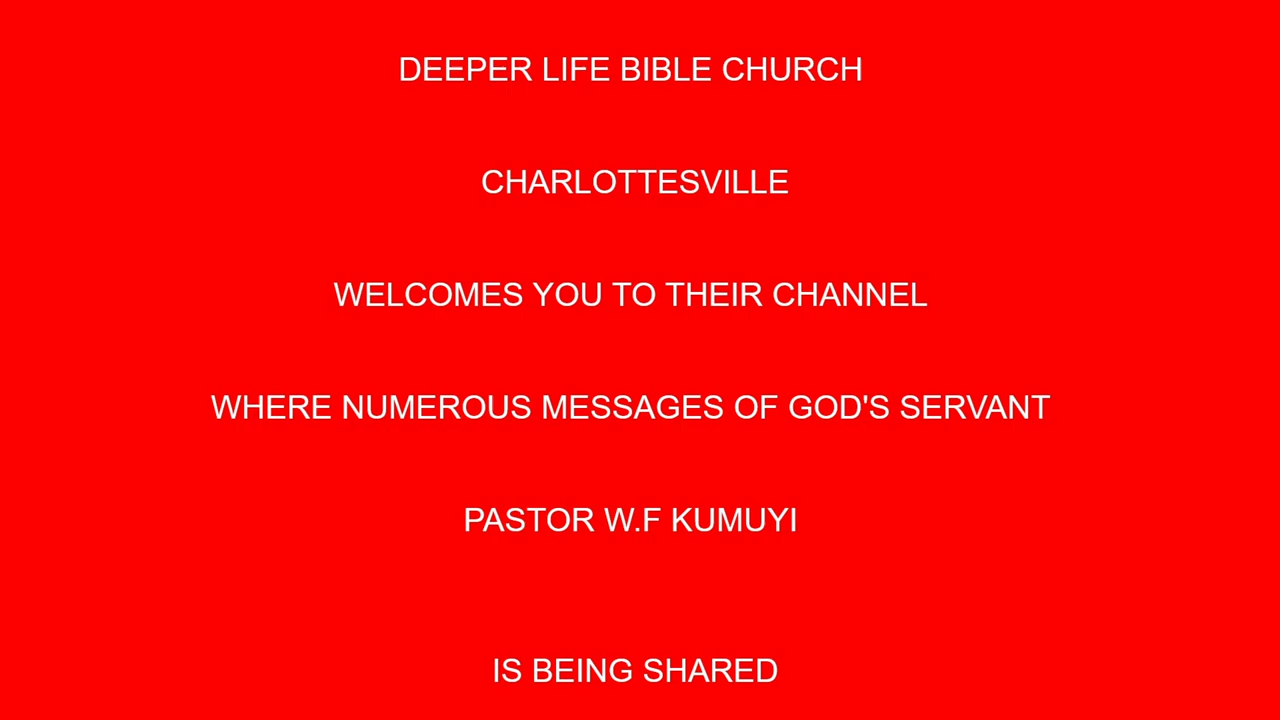 DEEPER LIFE BIBLE CHURCH
CHARLOTTESVILLE
WELCOMES YOU TO THEIR CHANNEL
WHERE NUMEROUS MESSAGES OF GOD'S SERVANT
PASTOR W.F KUMUYI
IS BEING SHARED